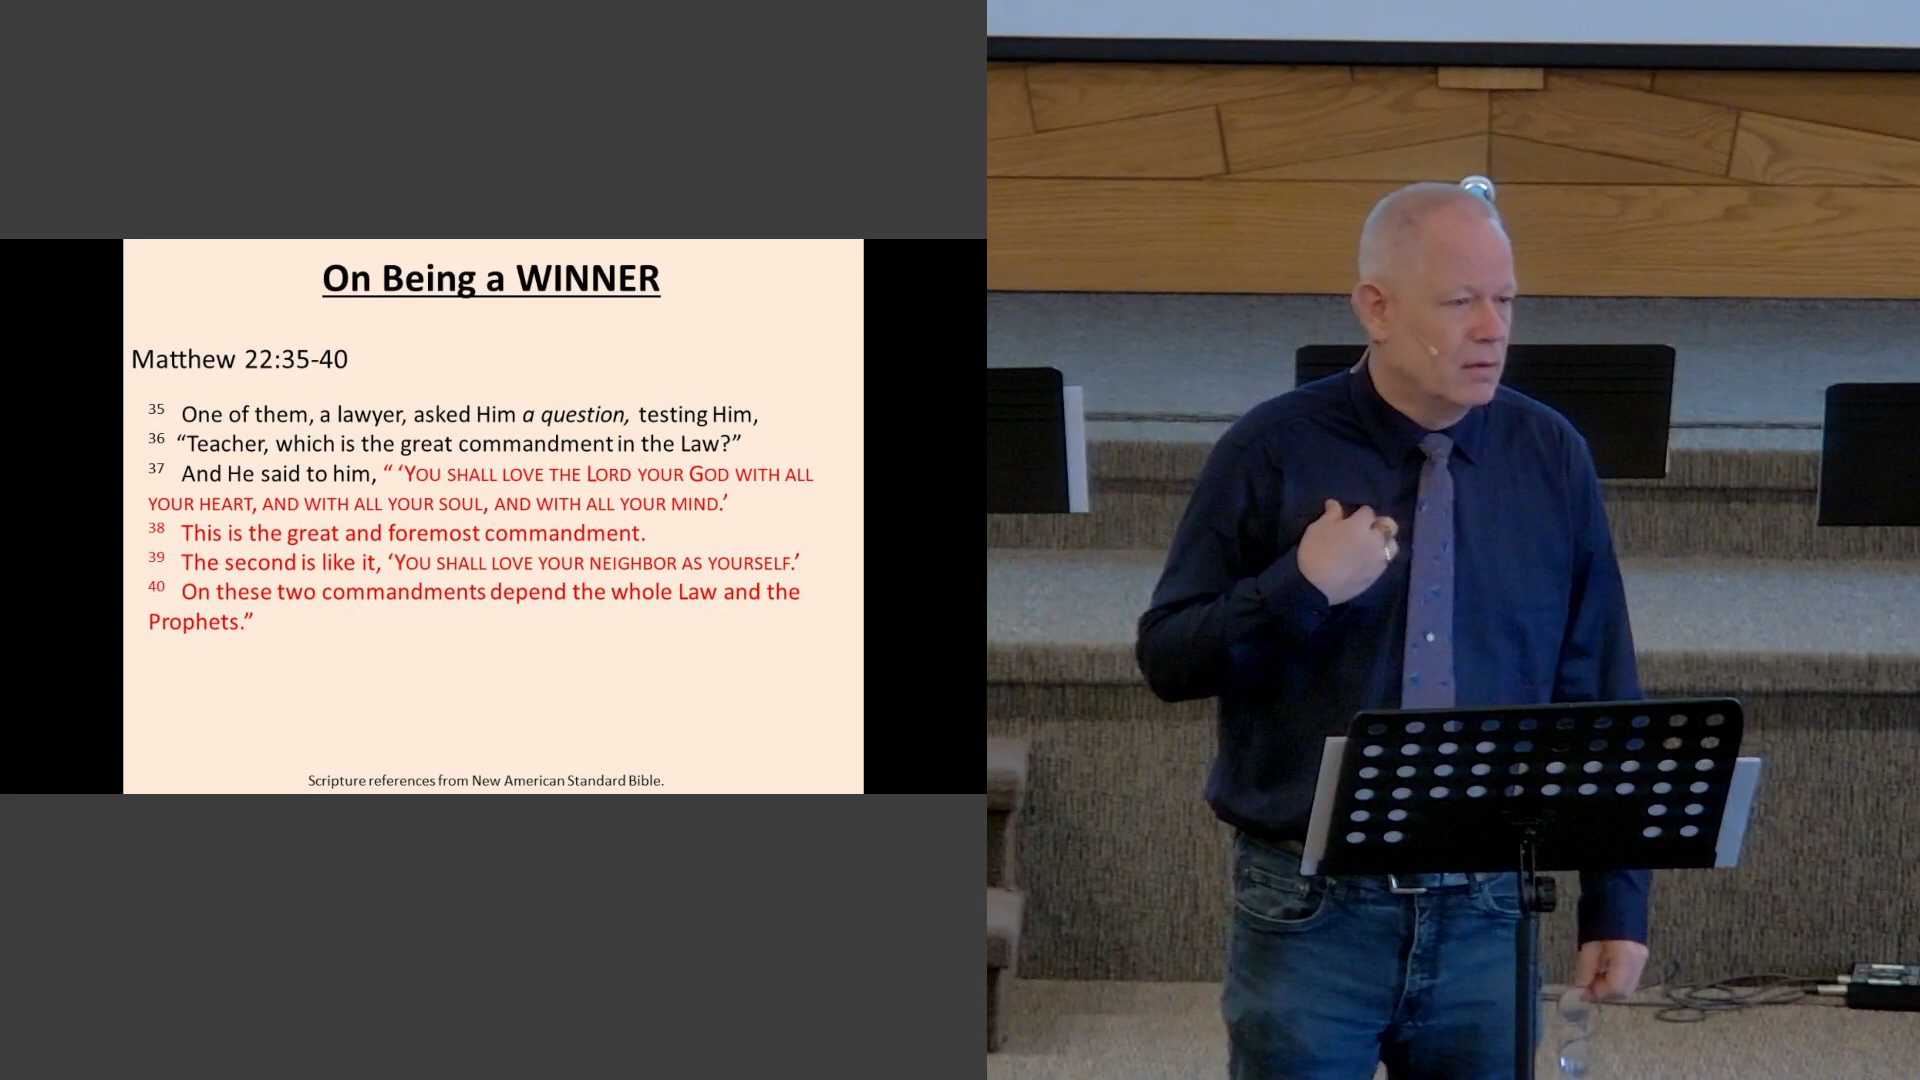 On Being a WINNER
Matthew 22:35-40
35 One of them, a lawyer, asked Him a question, testing Him,
36 “Teacher, which is the great commandment in the Law?”
37 And He said to him, “ ‘YOU SHALL LOVE THE LORD YOUR GOD WITH ALL
YOUR HEART, AND WITH ALL YOUR SOUL, AND WITH ALL YOUR MIND.’
38 This is the great and foremost commandment.
39 The second is like it, ‘YOU SHALL LOVE YOUR NEIGHBOR AS YOURSELF.’
40 On these two commandments depend the whole Law and the
Prophets.”
Scripture references from New American Standard Bible.